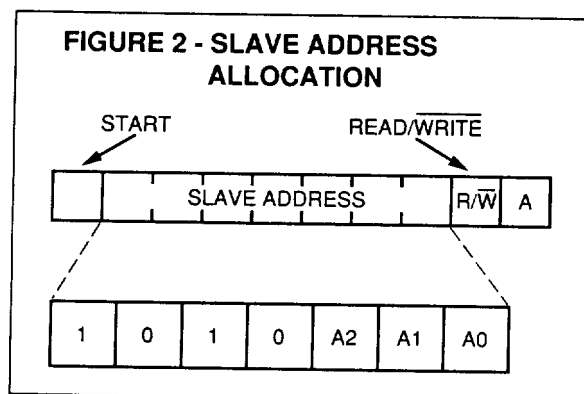 FIGURE 2 - SLAVE ADDRESS
ALLOCATION
START READ/WRITE
SLAVE ADDRESS R/W A
1 0 1 0 A2 A1 A0